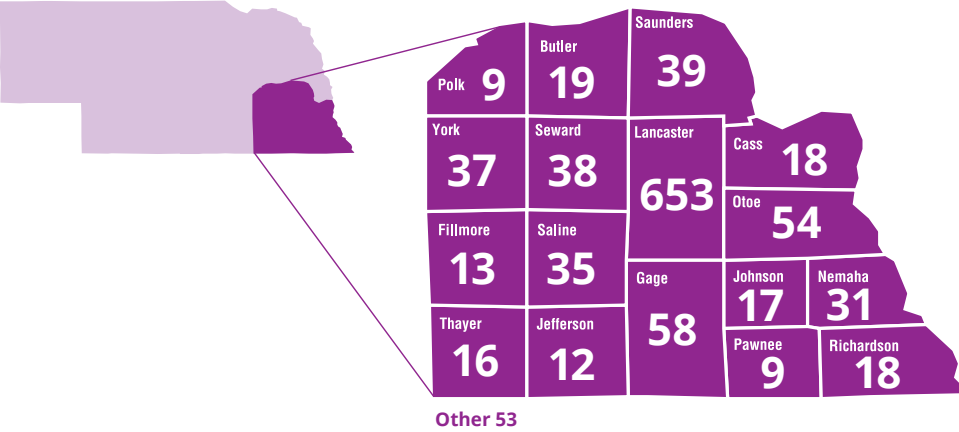 Saunders
39
Butler
19
Polk 9
York
37
Seward
38
Lancaster
653
Cass 18
Otoe
54
Fillmore
13
Saline
35
Gage
58
Johnson
17
Nemaha
31
Thayer
16
Jefferson
12
Pawnee
9
Richardson
18
Other 53